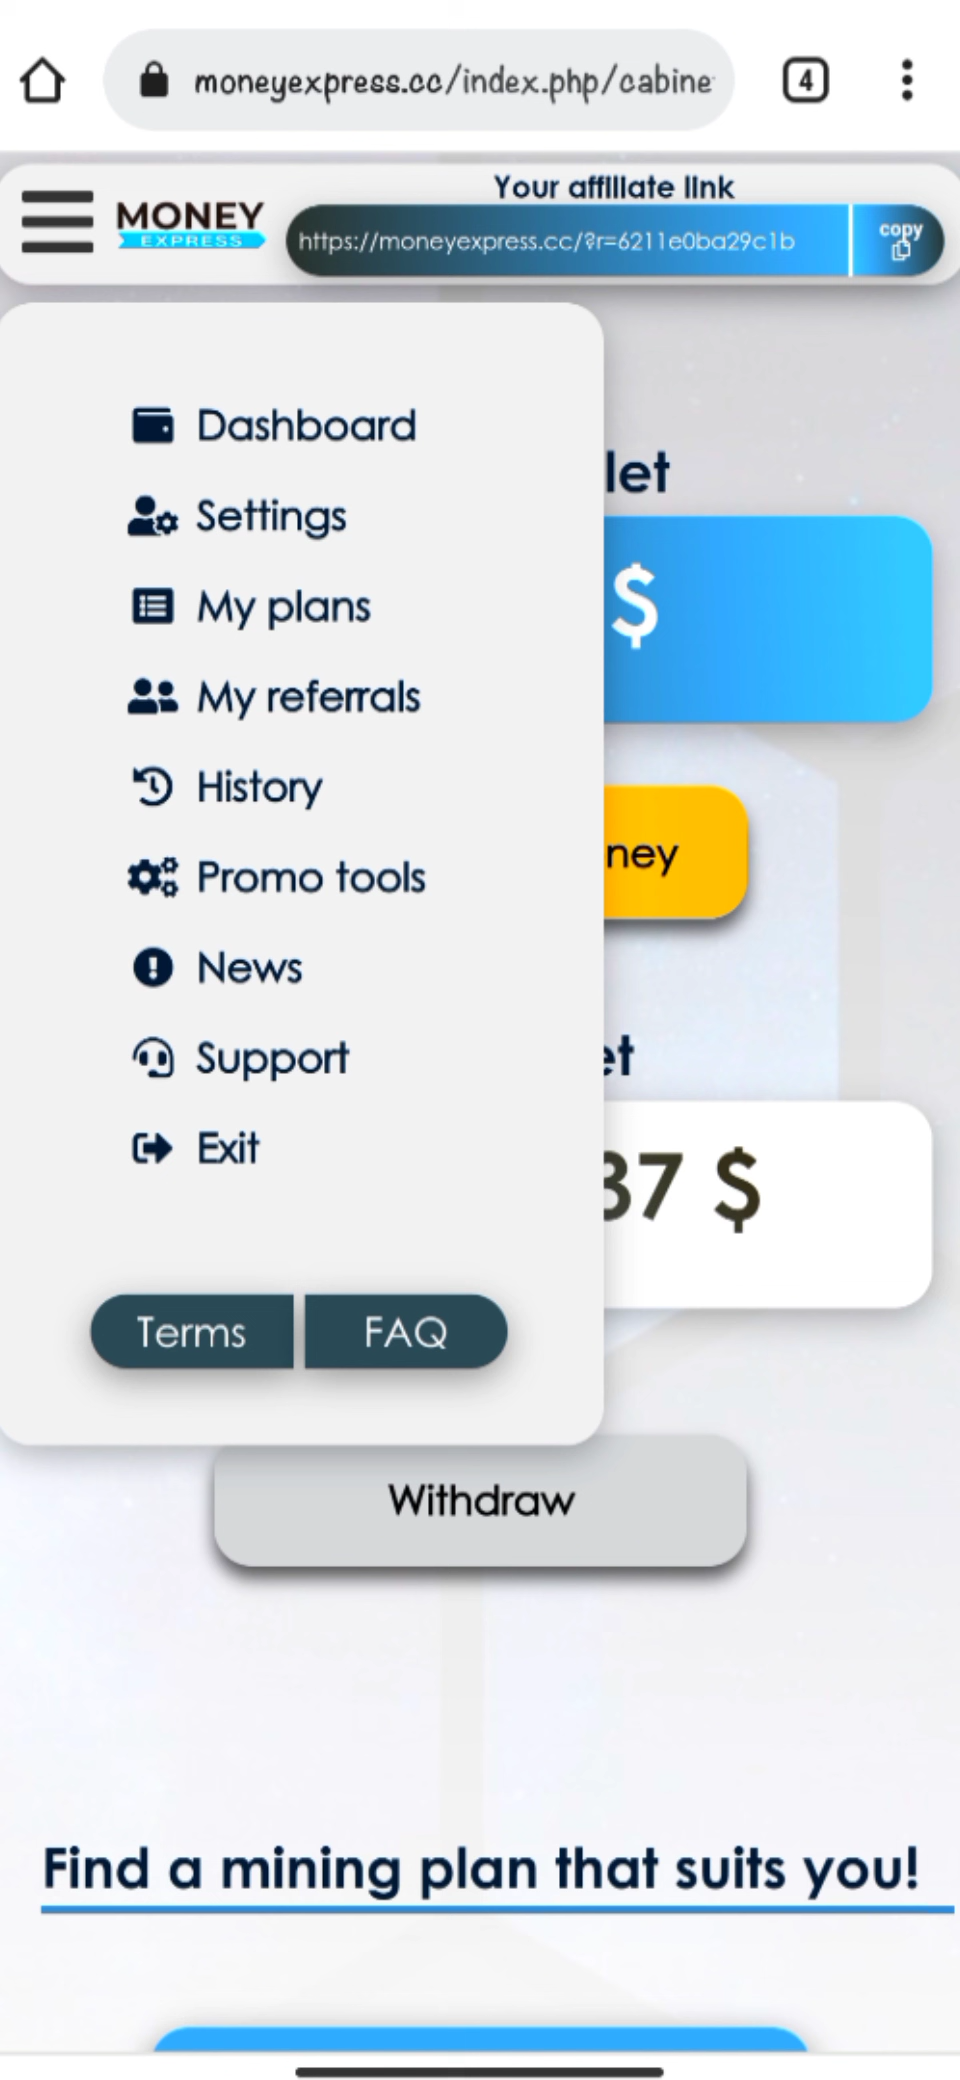 moneyexpress.cc/index.php/cabine
4
Your affiliate link
MONEY
EXPRESS
https://moneyexpress.cc/?r=6211e0ba29c1b
copy
Dashboard
Settings
My plans
My referrals
History
Promo tools
News
Support
Exit
Terms
FAQ
let
$
ney
et
37 $
Withdraw
Find a mining plan that suits you!